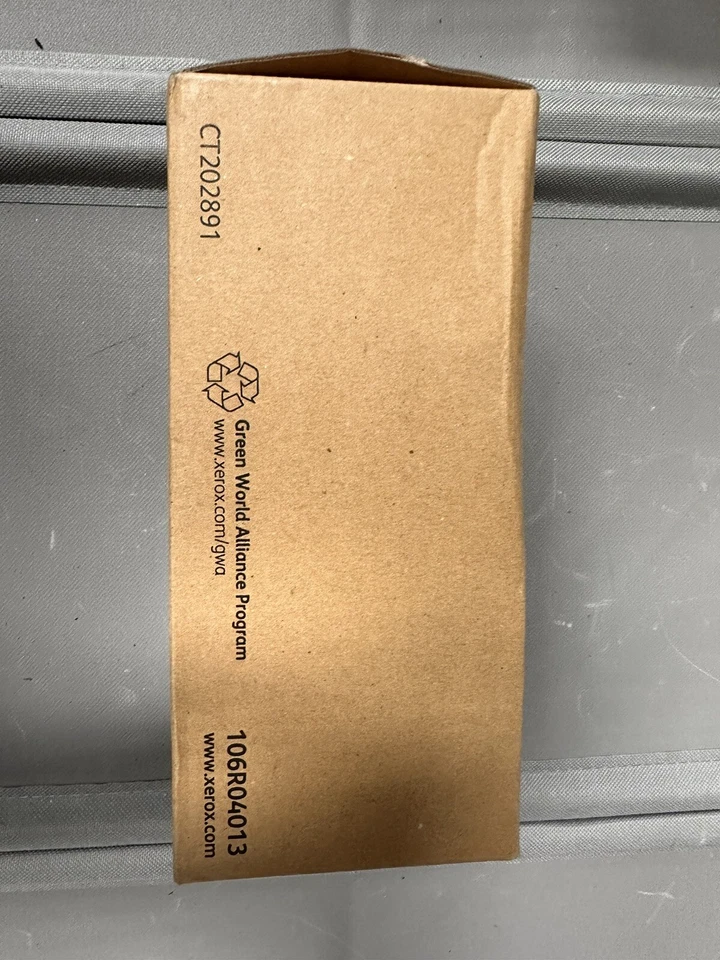 CT202891
Green World Alliance Program
www.xerox.com/gwa
106R04013
www.xerox.com